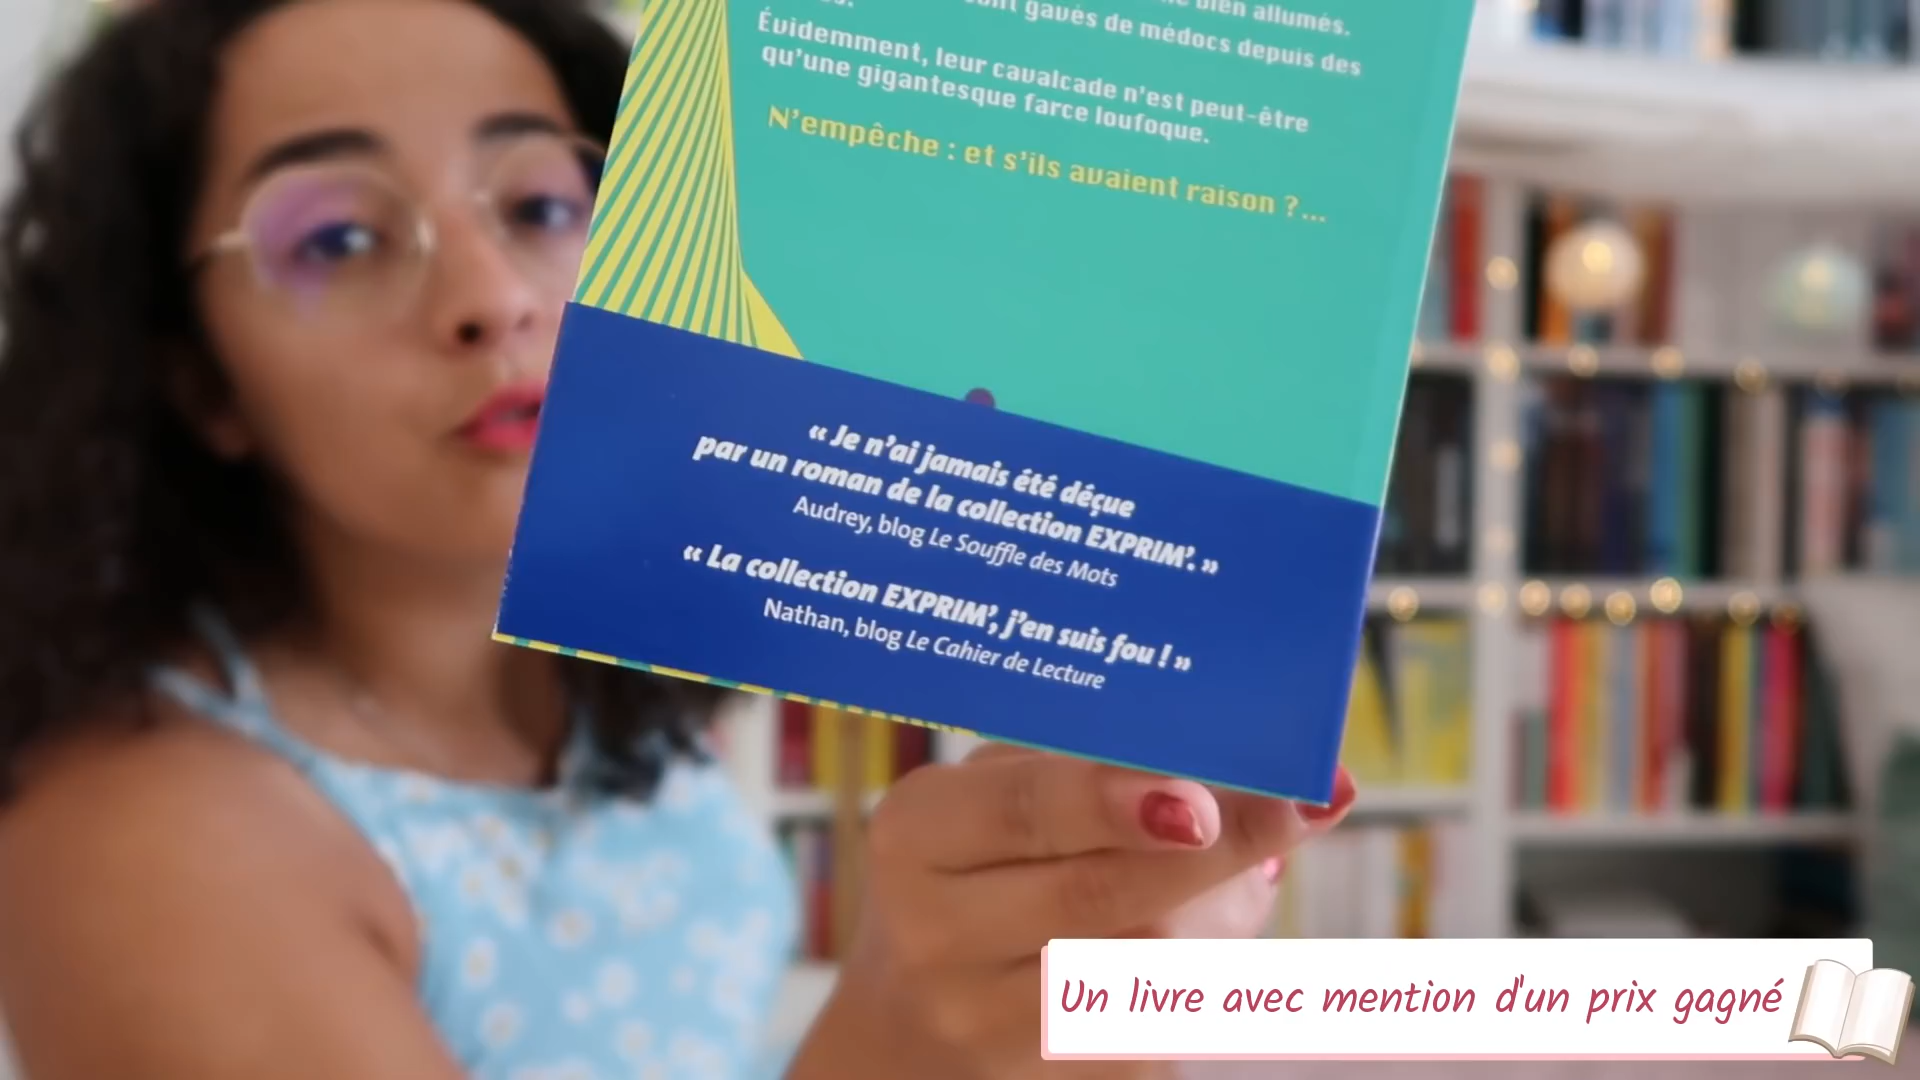 bien allumés.
gavés de médocs depuis des
Évidemment, leur cavalcade n'est peut-être
qu'une gigantesque farce loufoque.
N'empêche : et s'ils avaient raison ?...
« Je n'ai jamais été déçue
par un roman de la collection EXPRIM'. »
Audrey, blog Le Souffle des Mots
« La collection EXPRIM', j'en suis fou ! »
Nathan, blog Le Cahier de Lecture
Un livre avec mention d'un prix gagné